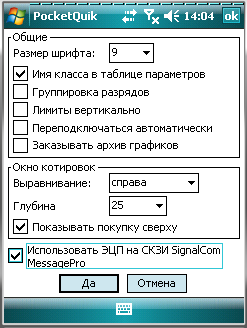 PocketQuik 14:04 ok
Общие
Размер шрифта: 9
Имя класса в таблице параметров
Группировка разрядов
Лимиты вертикально
Переподключаться автоматически
Заказывать архив графиков
Окно котировок
Выравнивание: справа
Глубина 25
Показывать покупку сверху
Использовать ЭЦП на СКЗИ SignalCom
MessagePro
Да Отмена